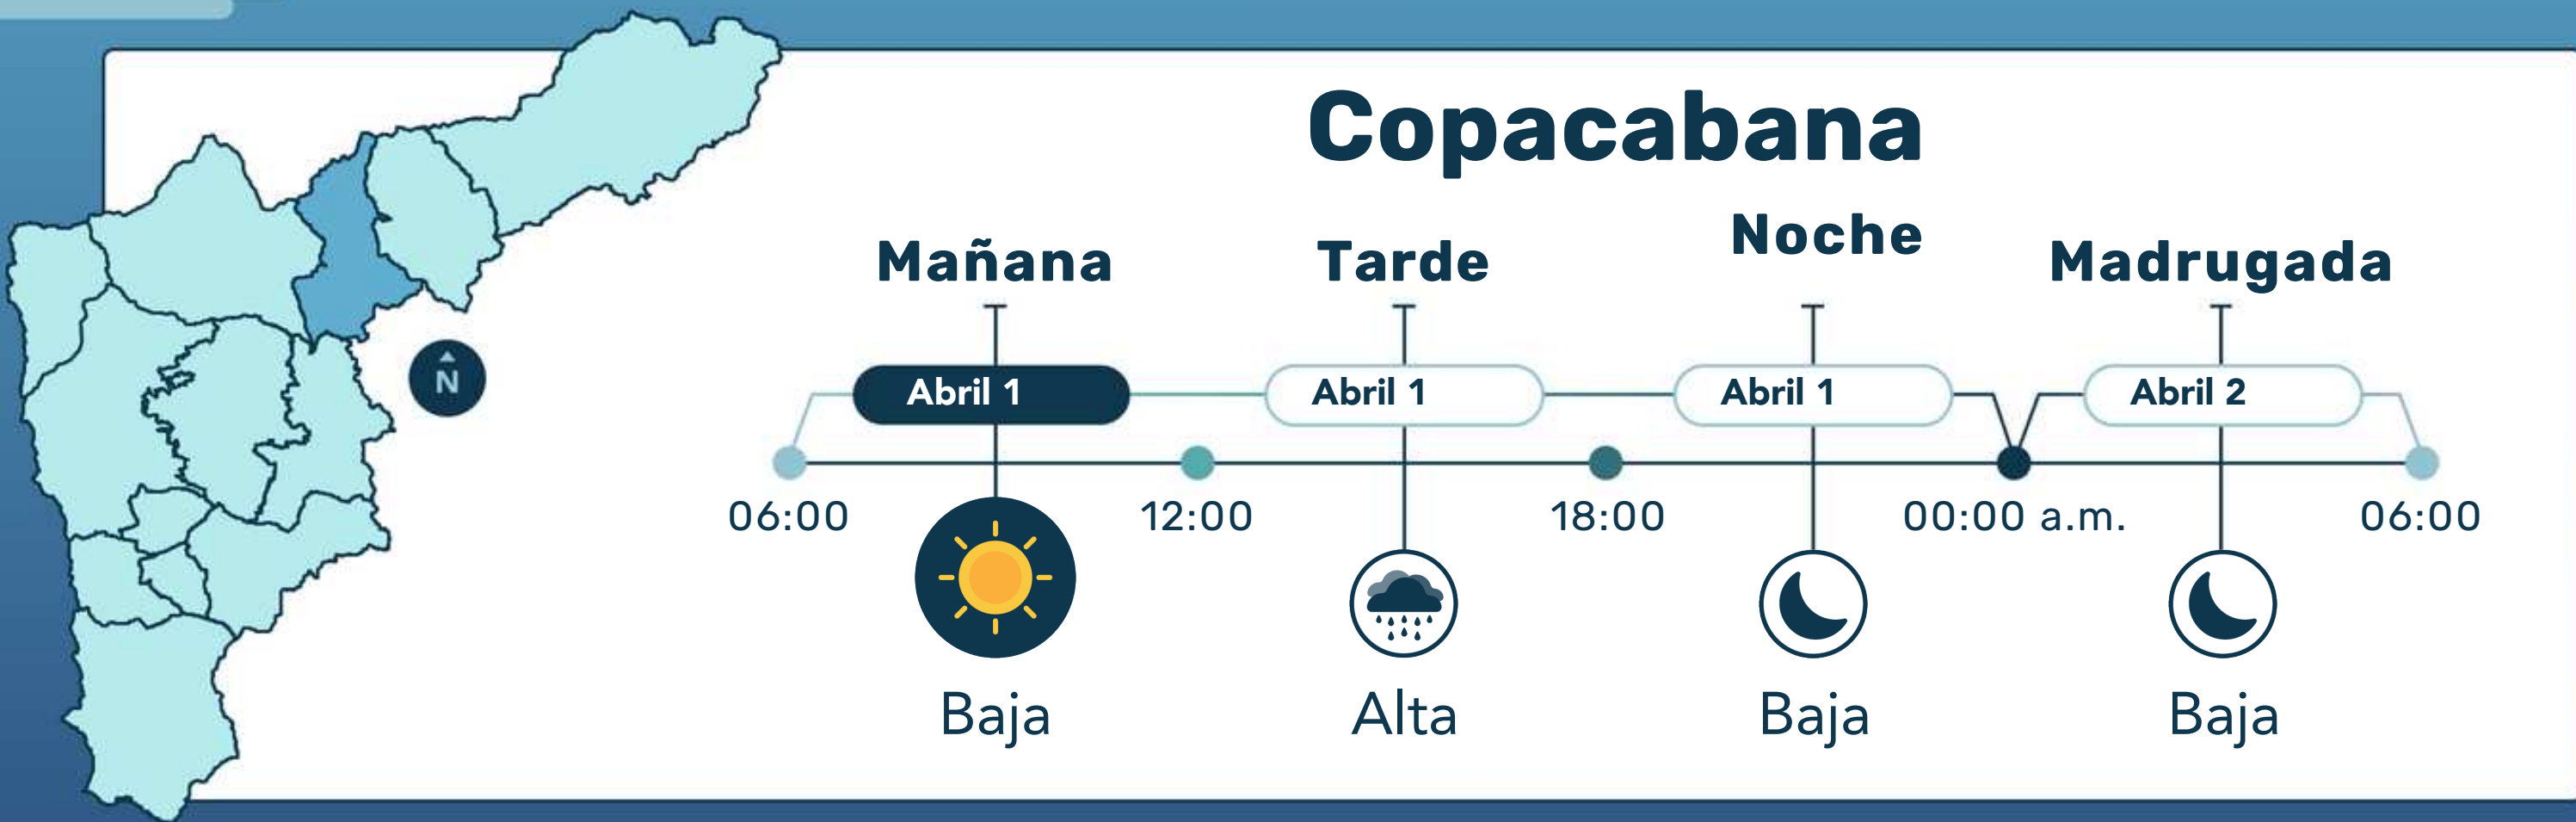 Copacabana
Mañana
Tarde
Noche
Madrugada
Abril 1
Abril 1
Abril 1
Abril 2
N
06:00
12:00
18:00
00:00 a.m.
06:00
Baja
Alta
Baja
Baja